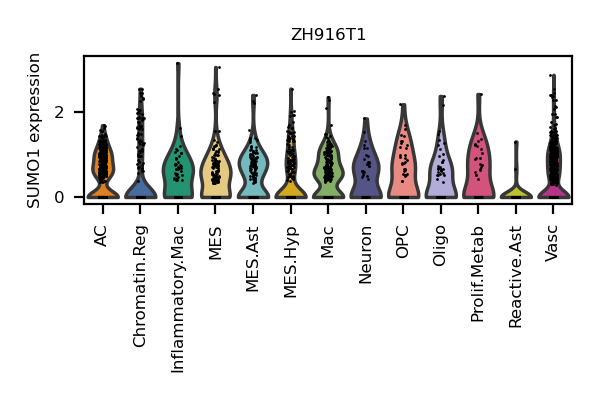 ZH916T1
SUMO1 expression
2
0
AC
Chromatin.Reg
Inflammatory.Mac
MES
MES.Ast
MES.Hyp
Mac
Neuron
OPC
Oligo
Prolif.Metab
Reactive.Ast
Vasc